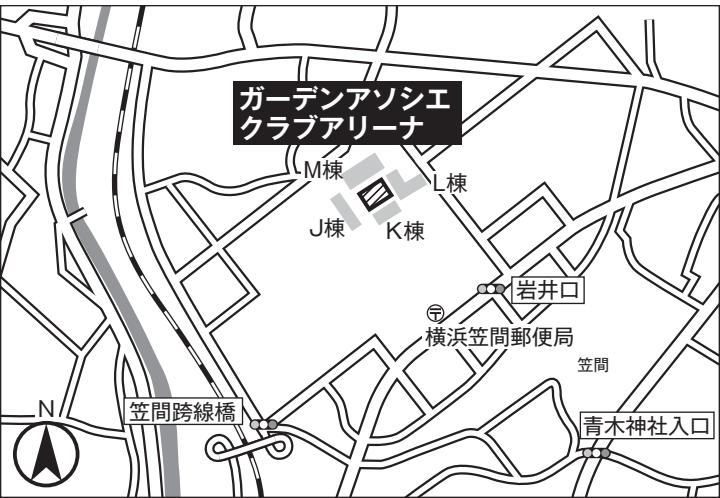 ガーデンアソシエ
クラブアリーナ
M棟
L棟
J棟
K棟
岩井口
〒
横浜笠間郵便局
笠間
N
笠間跨線橋
青木神社入口